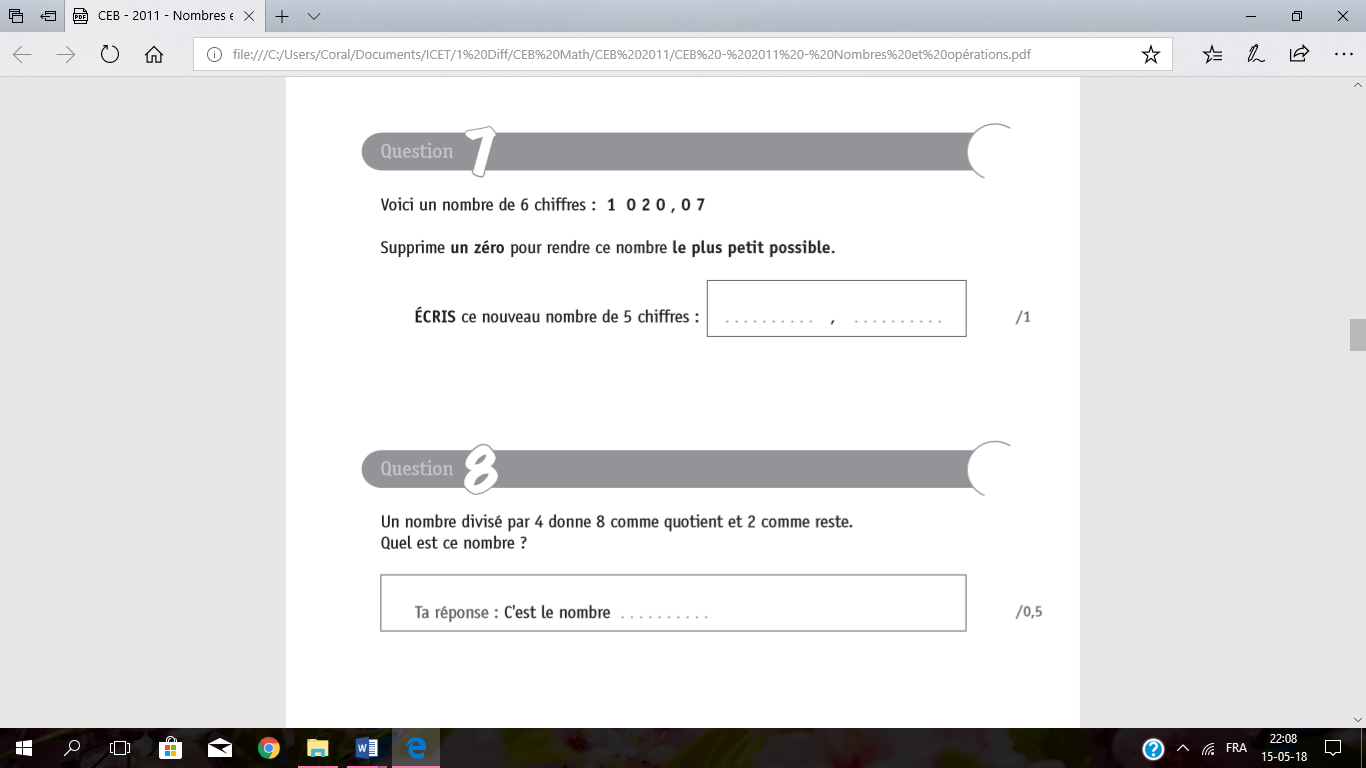 CEB - 2011 - Nombres e
file:///C:/Users/Coral/Documents/ICET/1%20Diff/CEB%20Math/CEB%202011/CEB%20-%202011%20-%20Nombres%20et%20opérations.pdf
Question 7
Voici un nombre de 6 chiffres : 1 0 2 0 , 0 7
Supprime un zéro pour rendre ce nombre le plus petit possible.
ÉCRIS ce nouveau nombre de 5 chiffres : . . . . . . . . . . , . . . . . . . . . . /1
Question 8
Un nombre divisé par 4 donne 8 comme quotient et 2 comme reste.
Quel est ce nombre ?
Ta réponse : C'est le nombre . . . . . . . . . . /0,5
FRA
22:08
15-05-18